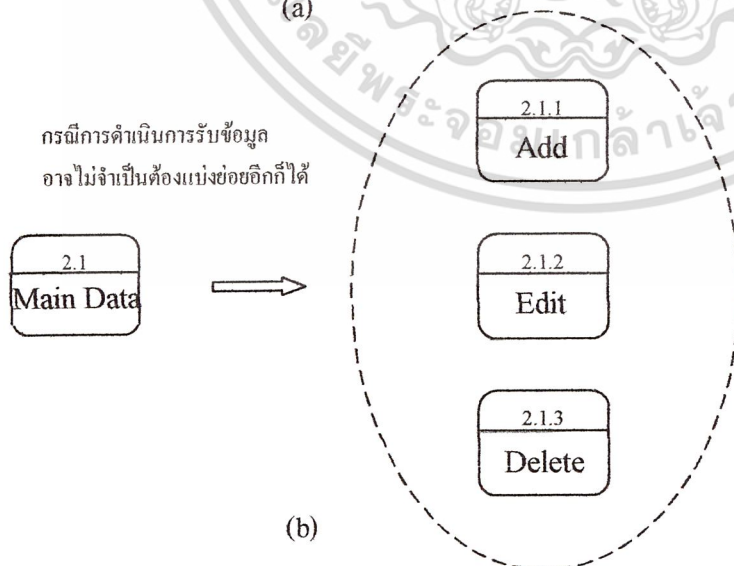 (a)
กรณีการดำเนินการรับข้อมูล
อาจไม่จำเป็นต้องแบ่งย่อยอีกก็ได้
2.1
Main Data
2.1.1
Add
2.1.2
Edit
2.1.3
Delete
(b)